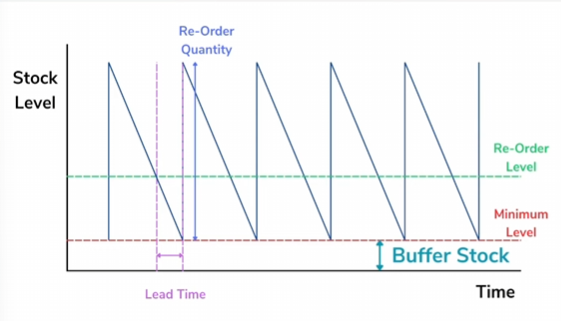 Re-Order
Quantity
Stock
Level
Re-Order
Level
Minimum
Level
Buffer Stock
Lead Time
Time